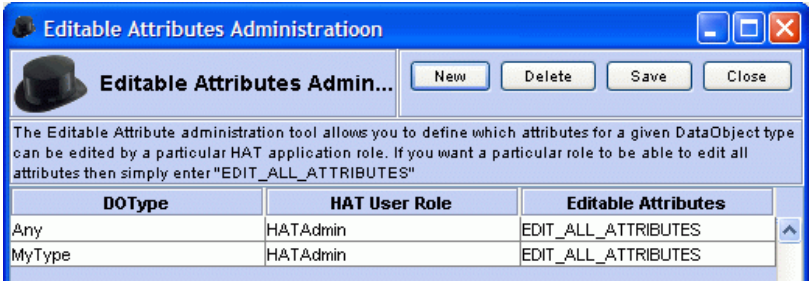 Editable Attributes Administratioon
Editable Attributes Admin...
New Delete Save Close
The Editable Attribute administration tool allows you to define which attributes for a given DataObject type
can be edited by a particular HAT application role. If you want a particular role to be able to edit all
attributes then simply enter "EDIT_ALL_ATTRIBUTES"
DOType HAT User Role Editable Attributes
Any HATAdmin EDIT_ALL_ATTRIBUTES
MyType HATAdmin EDIT_ALL_ATTRIBUTES